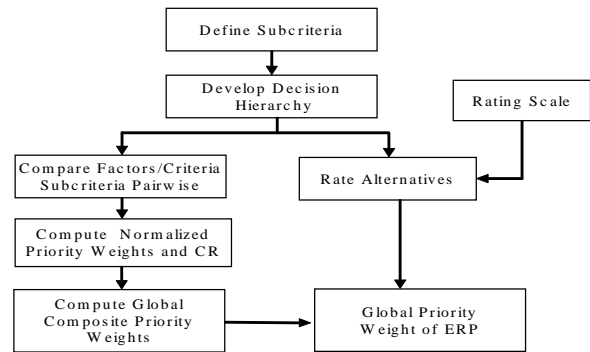 Define Subcriteria
Develop Decision
Hierarchy
Rating Scale
Compare Factors/Criteria
Subcriteria Pairwise
Rate Alternatives
Compute Normalized
Priority Weights and CR
Compute Global
Composite Priority
Weights
Global Priority
Weight of ERP